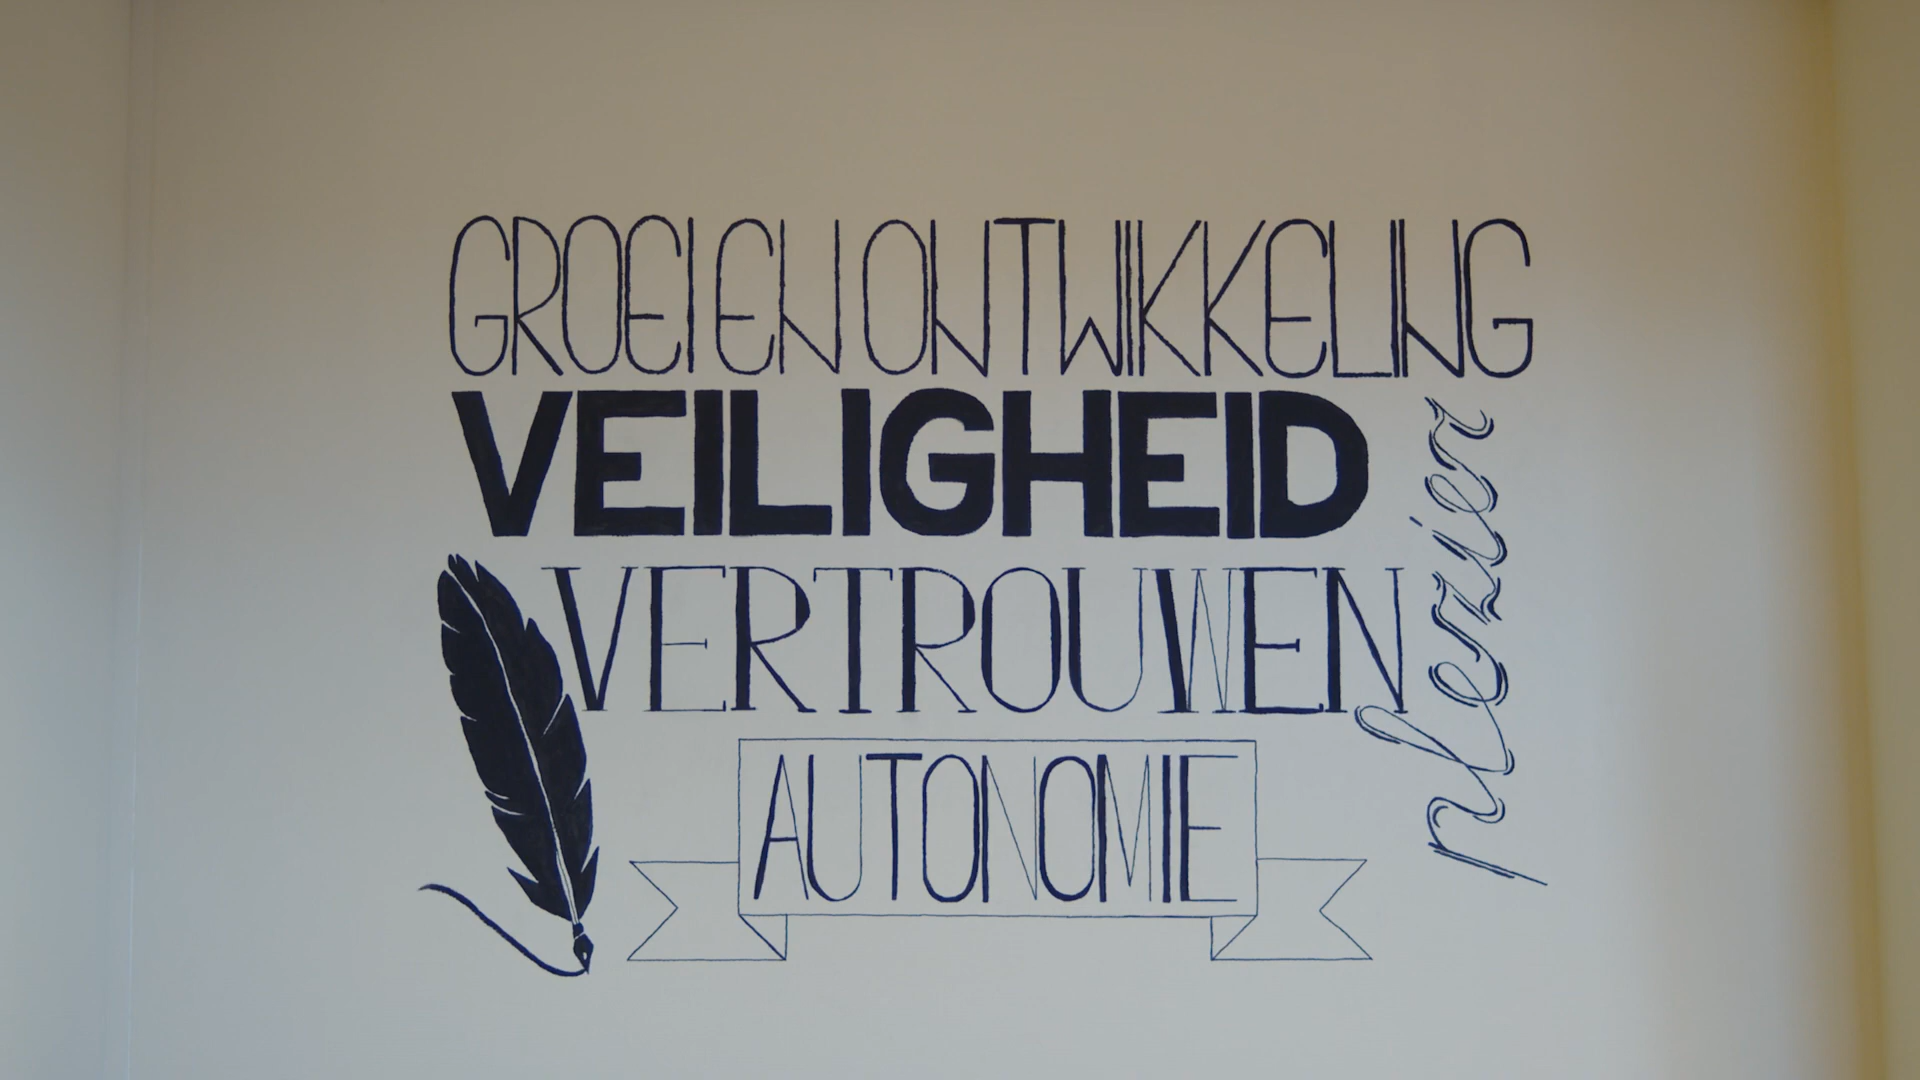 GROEI EN ONTWIKKELING
VEILIGHEID
VERTROUWEN
AUTONOMIE
plezier